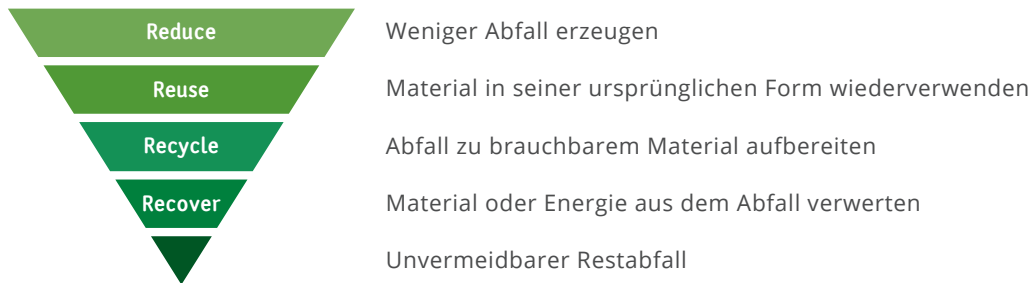 Reduce Weniger Abfall erzeugen
Reuse Material in seiner ursprünglichen Form wiederverwenden
Recycle Abfall zu brauchbarem Material aufbereiten
Recover Material oder Energie aus dem Abfall verwerten
Unvermeidbarer Restabfall